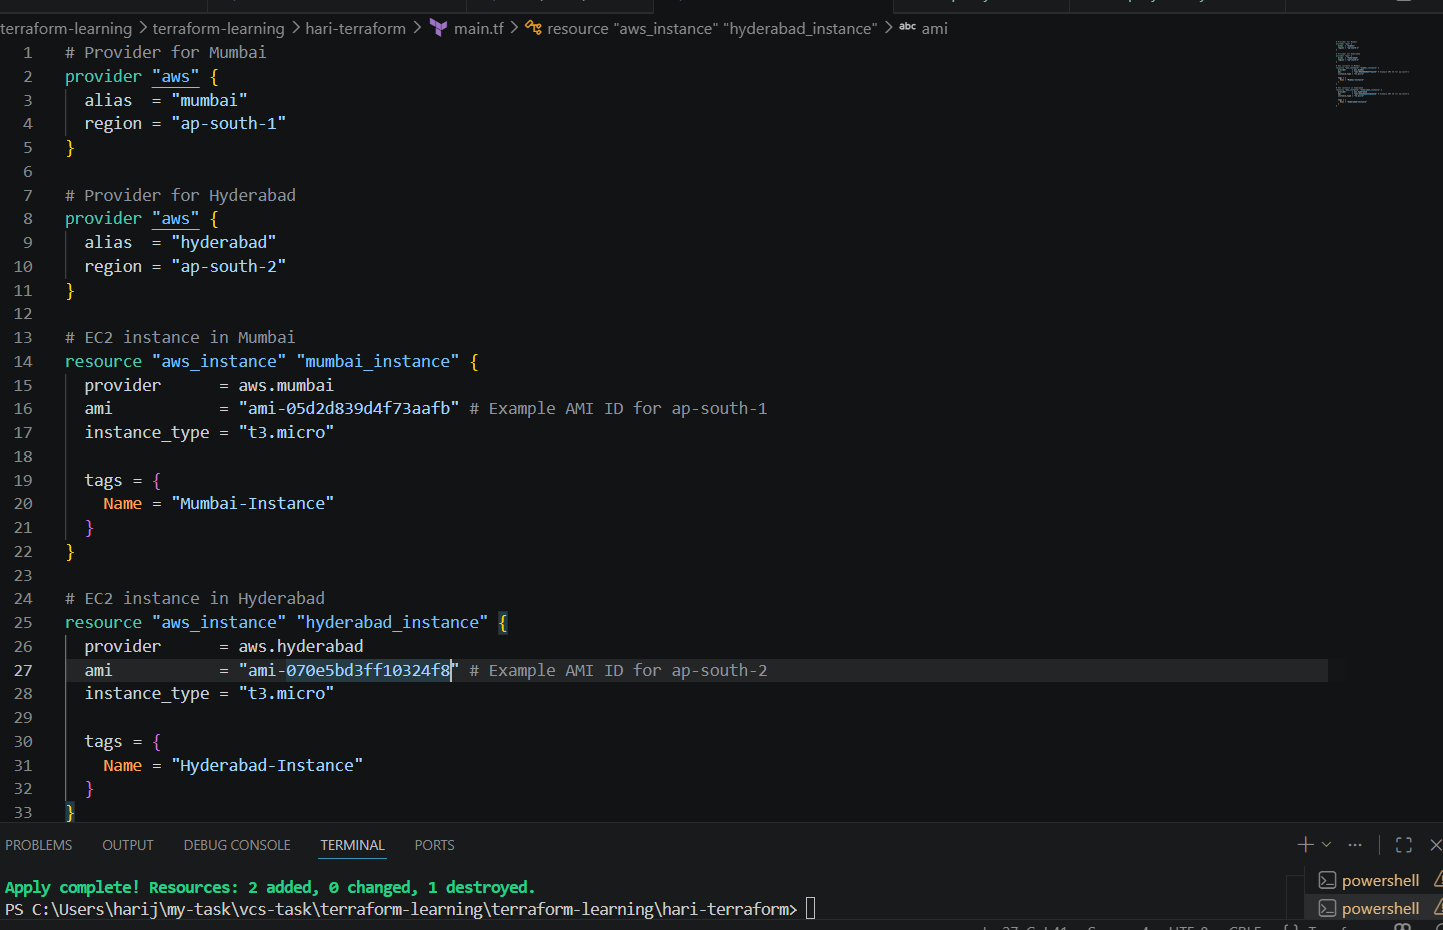 terraform-learning > terraform-learning > hari-terraform > main.tf > resource "aws_instance" "hyderabad_instance" > abc ami
1 # Provider for Mumbai
2 provider "aws" {
3 alias = "mumbai"
4 region = "ap-south-1"
5 }
6
7 # Provider for Hyderabad
8 provider "aws" {
9 alias = "hyderabad"
10 region = "ap-south-2"
11 }
12
13 # EC2 instance in Mumbai
14 resource "aws_instance" "mumbai_instance" {
15 provider = aws.mumbai
16 ami = "ami-05d2d839d4f73aafb" # Example AMI ID for ap-south-1
17 instance_type = "t3.micro"
18
19 tags = {
20 Name = "Mumbai-Instance"
21 }
22 }
23
24 # EC2 instance in Hyderabad
25 resource "aws_instance" "hyderabad_instance" {
26 provider = aws.hyderabad
27 ami = "ami-070e5bd3ff10324f8" # Example AMI ID for ap-south-2
28 instance_type = "t3.micro"
29
30 tags = {
31 Name = "Hyderabad-Instance"
32 }
33 }
PROBLEMS OUTPUT DEBUG CONSOLE TERMINAL PORTS
Apply complete! Resources: 2 added, 0 changed, 1 destroyed.
PS C:\Users\harij\my-task\vcs-task\terraform-learning\terraform-learning\hari-terraform>
powershell
powershell